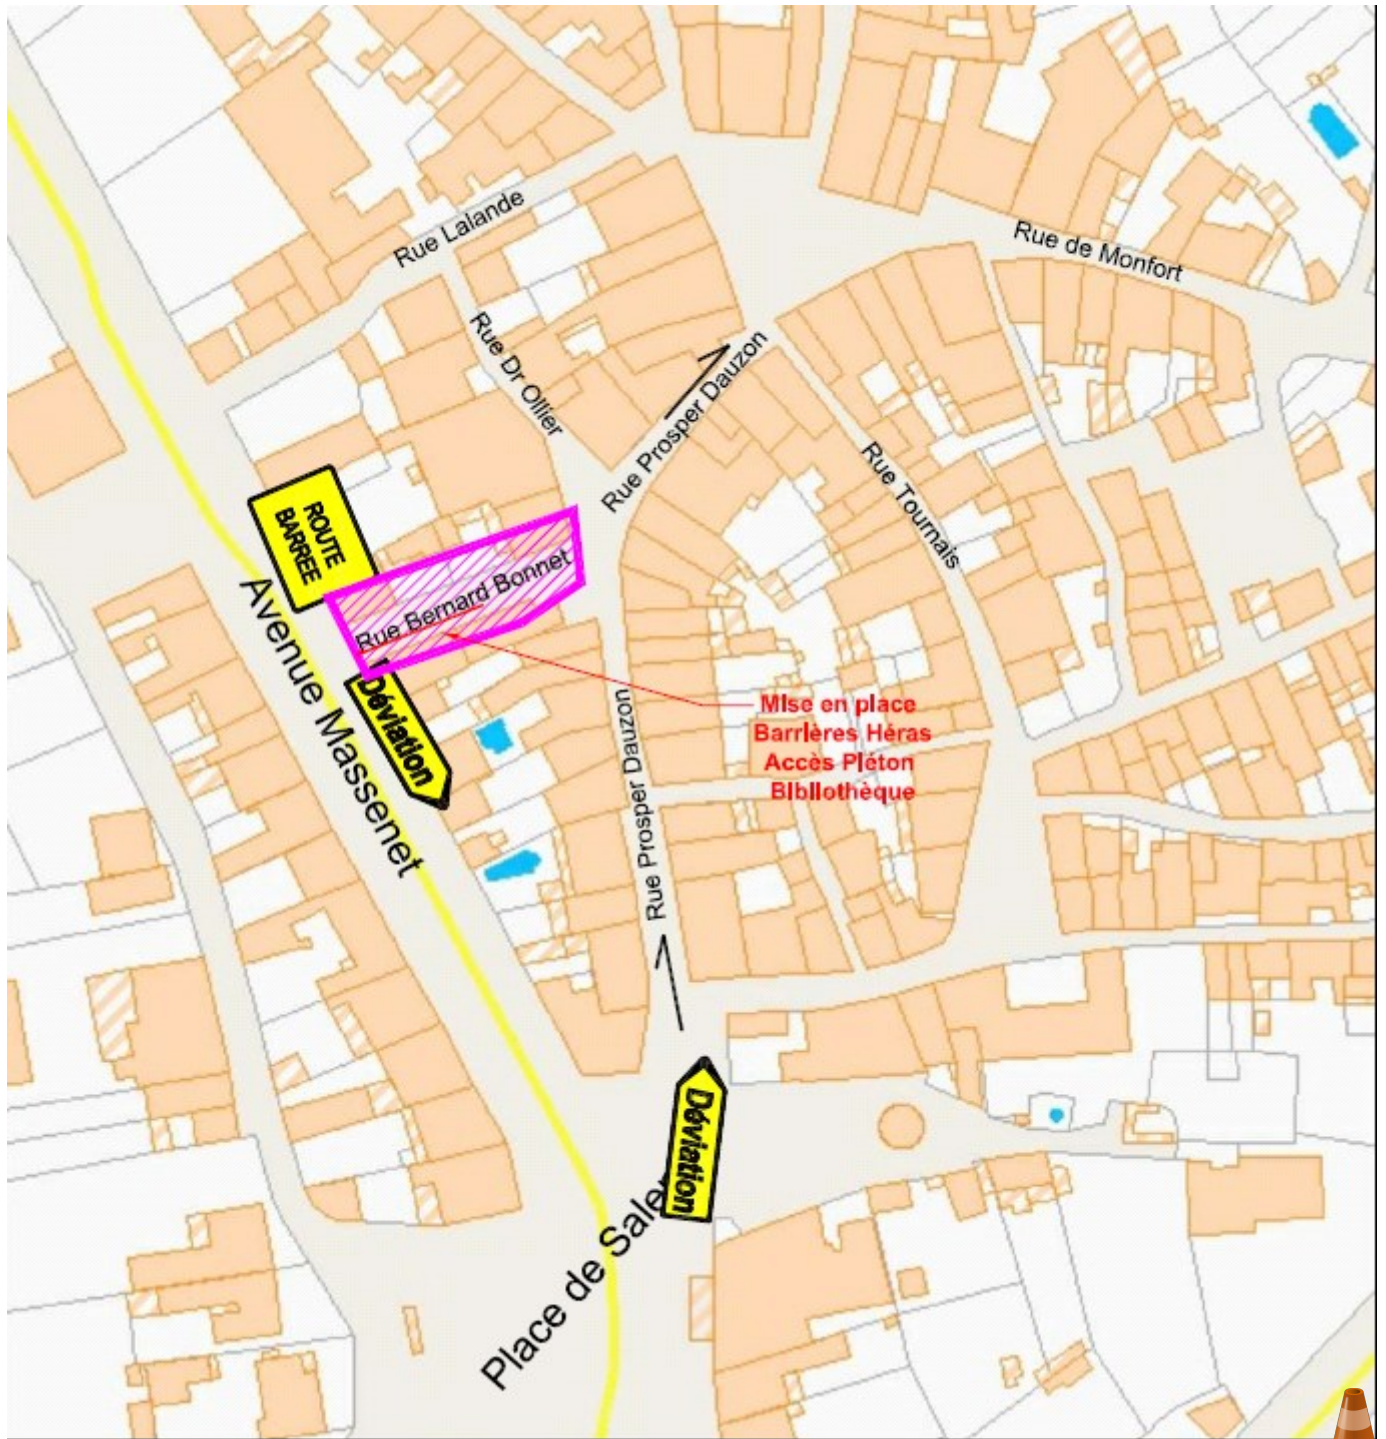 Rue Lalande
Rue de Monfort
Rue Dr Ollier
Rue Prosper Dauzon
Rue Tournais
ROUTE
BARREE
Rue Bernard Bonnet
Avenue Massenet
Déviation
Mise en place
Barrières Héras
Accès Piéton
Bibliothèque
Rue Prosper Dauzon
Déviation
Place de